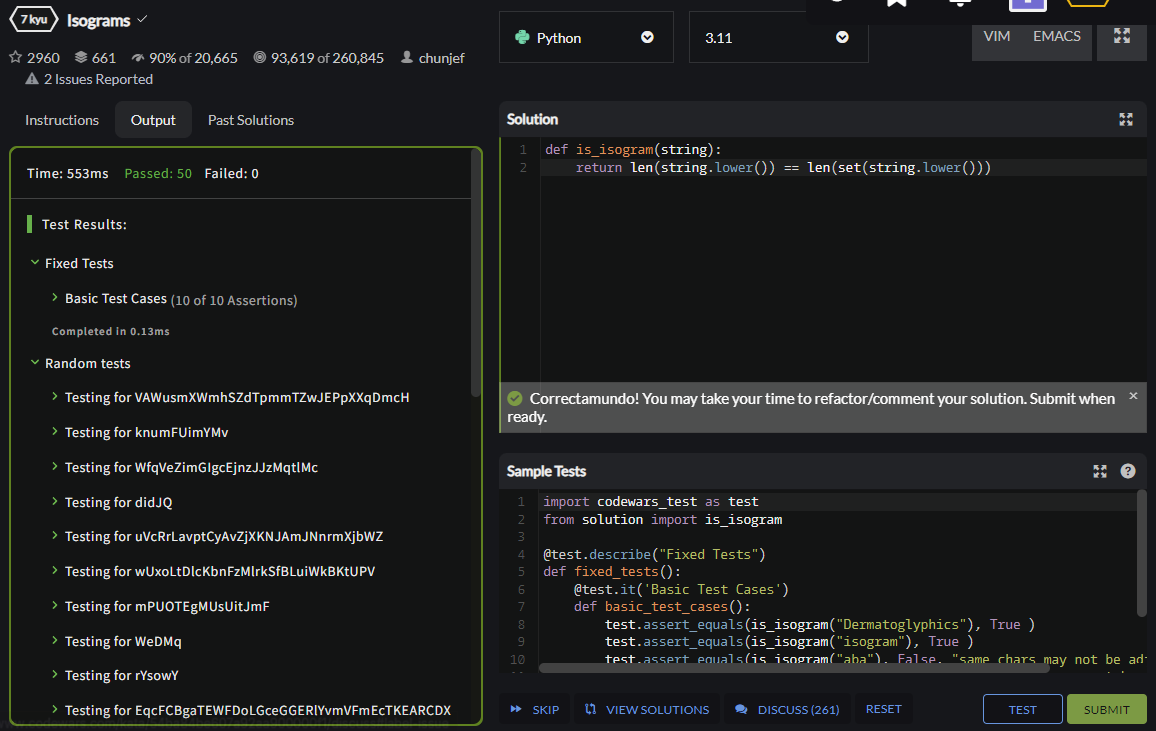 7 kyu Isograms
2960 661 90% of 20,665 93,619 of 260,845 chunjef
2 Issues Reported
Instructions Output Past Solutions
Time: 553ms Passed: 50 Failed: 0
Test Results:
Fixed Tests
Basic Test Cases (10 of 10 Assertions)
Completed in 0.13ms
Random tests
Testing for VAWusmXWmhSZdTpmmTZwJEPpXXqDmcH
Testing for knumFUimYMv
Testing for WfqVeZimGIgcEjnzJJzMqtlMc
Testing for didJQ
Testing for uVcRrLavptCyAvZjXKNJAmJNnrmXjbWZ
Testing for wUxoLtDlcKbnFzMlrkSfBLuiWkBKtUPV
Testing for mPUOTEgMUsUitJmF
Testing for WeDMq
Testing for rYsowY
Testing for EqcFCBgaTEWFDoLGceGGERlYvmVFmEcTKEARCDX
Python 3.11 VIM EMACS
Solution
1 def is_isogram(string):
2 return len(string.lower()) == len(set(string.lower()))
Correctamundo! You may take your time to refactor/comment your solution. Submit when
ready.
Sample Tests
1 import codewars_test as test
2 from solution import is_isogram
3
4 @test.describe("Fixed Tests")
5 def fixed_tests():
6 @test.it('Basic Test Cases')
7 def basic_test_cases():
8 test.assert_equals(is_isogram("Dermatoglyphics"), True )
9 test.assert_equals(is_isogram("isogram"), True )
10 test.assert_equals(is_isogram("aba"), False, "same chars may not be ad
SKIP VIEW SOLUTIONS DISCUSS (261) RESET TEST SUBMIT